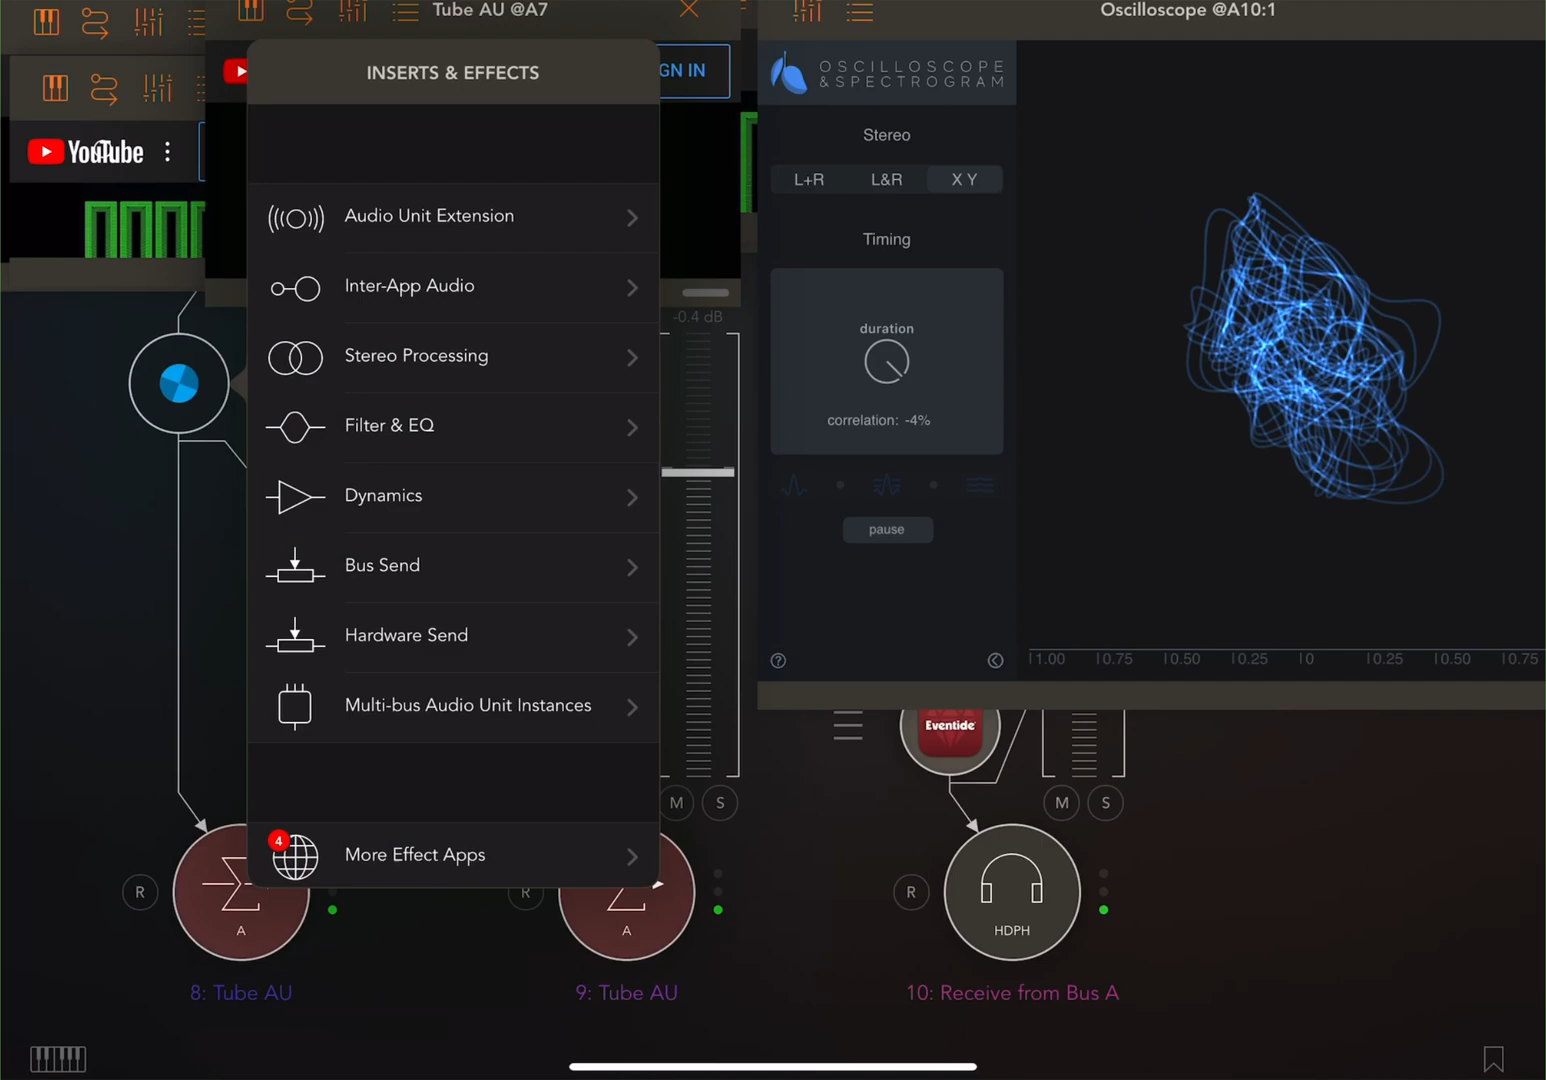 Tube AU @A7
Oscilloscope @A10:1
INSERTS & EFFECTS
GN IN
YouTube
Audio Unit Extension
Inter-App Audio
Stereo Processing
Filter & EQ
Dynamics
Bus Send
Hardware Send
Multi-bus Audio Unit Instances
4
More Effect Apps
-0.4 dB
OSCILLOSCOPE
& SPECTROGRAM
Stereo
L+R L&R X Y
Timing
duration
correlation: -4%
pause
?
1.00 0.75 0.50 0.25 0 0.25 0.50 0.75
Eventide
M S
M S
R
A
R
A
R
HDPH
8: Tube AU
9: Tube AU
10: Receive from Bus A